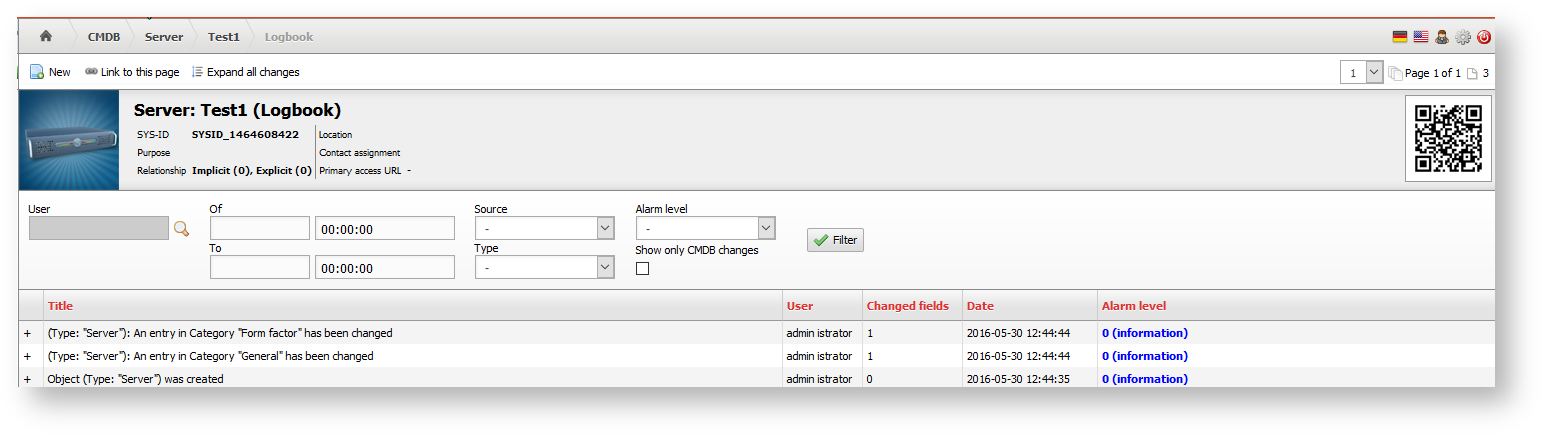 CMDB Server Test1 Logbook
New Link to this page Expand all changes 1 Page 1 of 1 3
Server: Test1 (Logbook)
SYS-ID SYSID_1464608422 Location
Purpose Contact assignment
Relationship Implicit (0), Explicit (0) Primary access URL -
User Of Source Alarm level
00:00:00 - -
Filter
To Type Show only CMDB changes
00:00:00 -
Title User Changed fields Date Alarm level
+ (Type: "Server"): An entry in Category "Form factor" has been changed admin istrator 1 2016-05-30 12:44:44 0 (information)
+ (Type: "Server"): An entry in Category "General" has been changed admin istrator 1 2016-05-30 12:44:44 0 (information)
+ Object (Type: "Server") was created admin istrator 0 2016-05-30 12:44:35 0 (information)